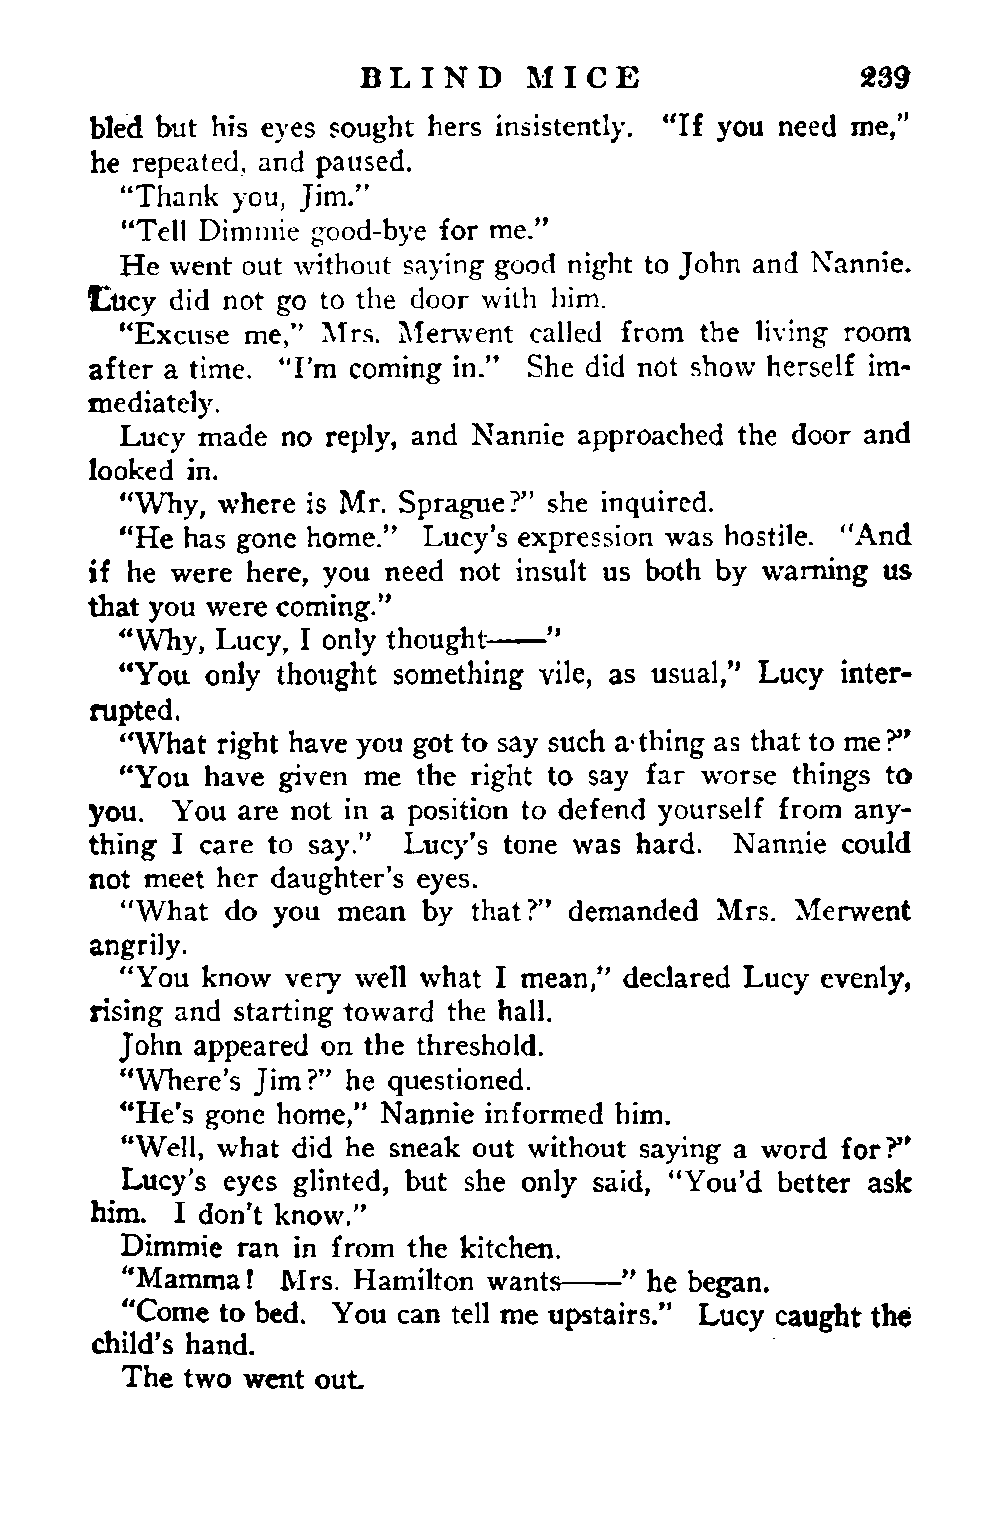 BLIND MICE 239
bled but his eyes sought hers insistently. “If you need me,”
he repeated, and paused.
“Thank you, Jim.”
“Tell Dimmie good-bye for me.”
He went out without saying good night to John and Nannie.
Lucy did not go to the door with him.
“Excuse me,” Mrs. Merwent called from the living room
after a time. “I’m coming in.” She did not show herself im-
mediately.
Lucy made no reply, and Nannie approached the door and
looked in.
“Why, where is Mr. Sprague?” she inquired.
“He has gone home.” Lucy’s expression was hostile. “And
if he were here, you need not insult us both by warning us
that you were coming.”
“Why, Lucy, I only thought——”
“You only thought something vile, as usual,” Lucy inter-
rupted.
“What right have you got to say such a thing as that to me?”
“You have given me the right to say far worse things to
you. You are not in a position to defend yourself from any-
thing I care to say.” Lucy’s tone was hard. Nannie could
not meet her daughter’s eyes.
“What do you mean by that?” demanded Mrs. Merwent
angrily.
“You know very well what I mean,” declared Lucy evenly,
rising and starting toward the hall.
John appeared on the threshold.
“Where’s Jim?” he questioned.
“He’s gone home,” Nannie informed him.
“Well, what did he sneak out without saying a word for?”
Lucy’s eyes glinted, but she only said, “You’d better ask
him. I don’t know.”
Dimmie ran in from the kitchen.
“Mamma! Mrs. Hamilton wants——” he began.
“Come to bed. You can tell me upstairs.” Lucy caught the
child’s hand.
The two went out.